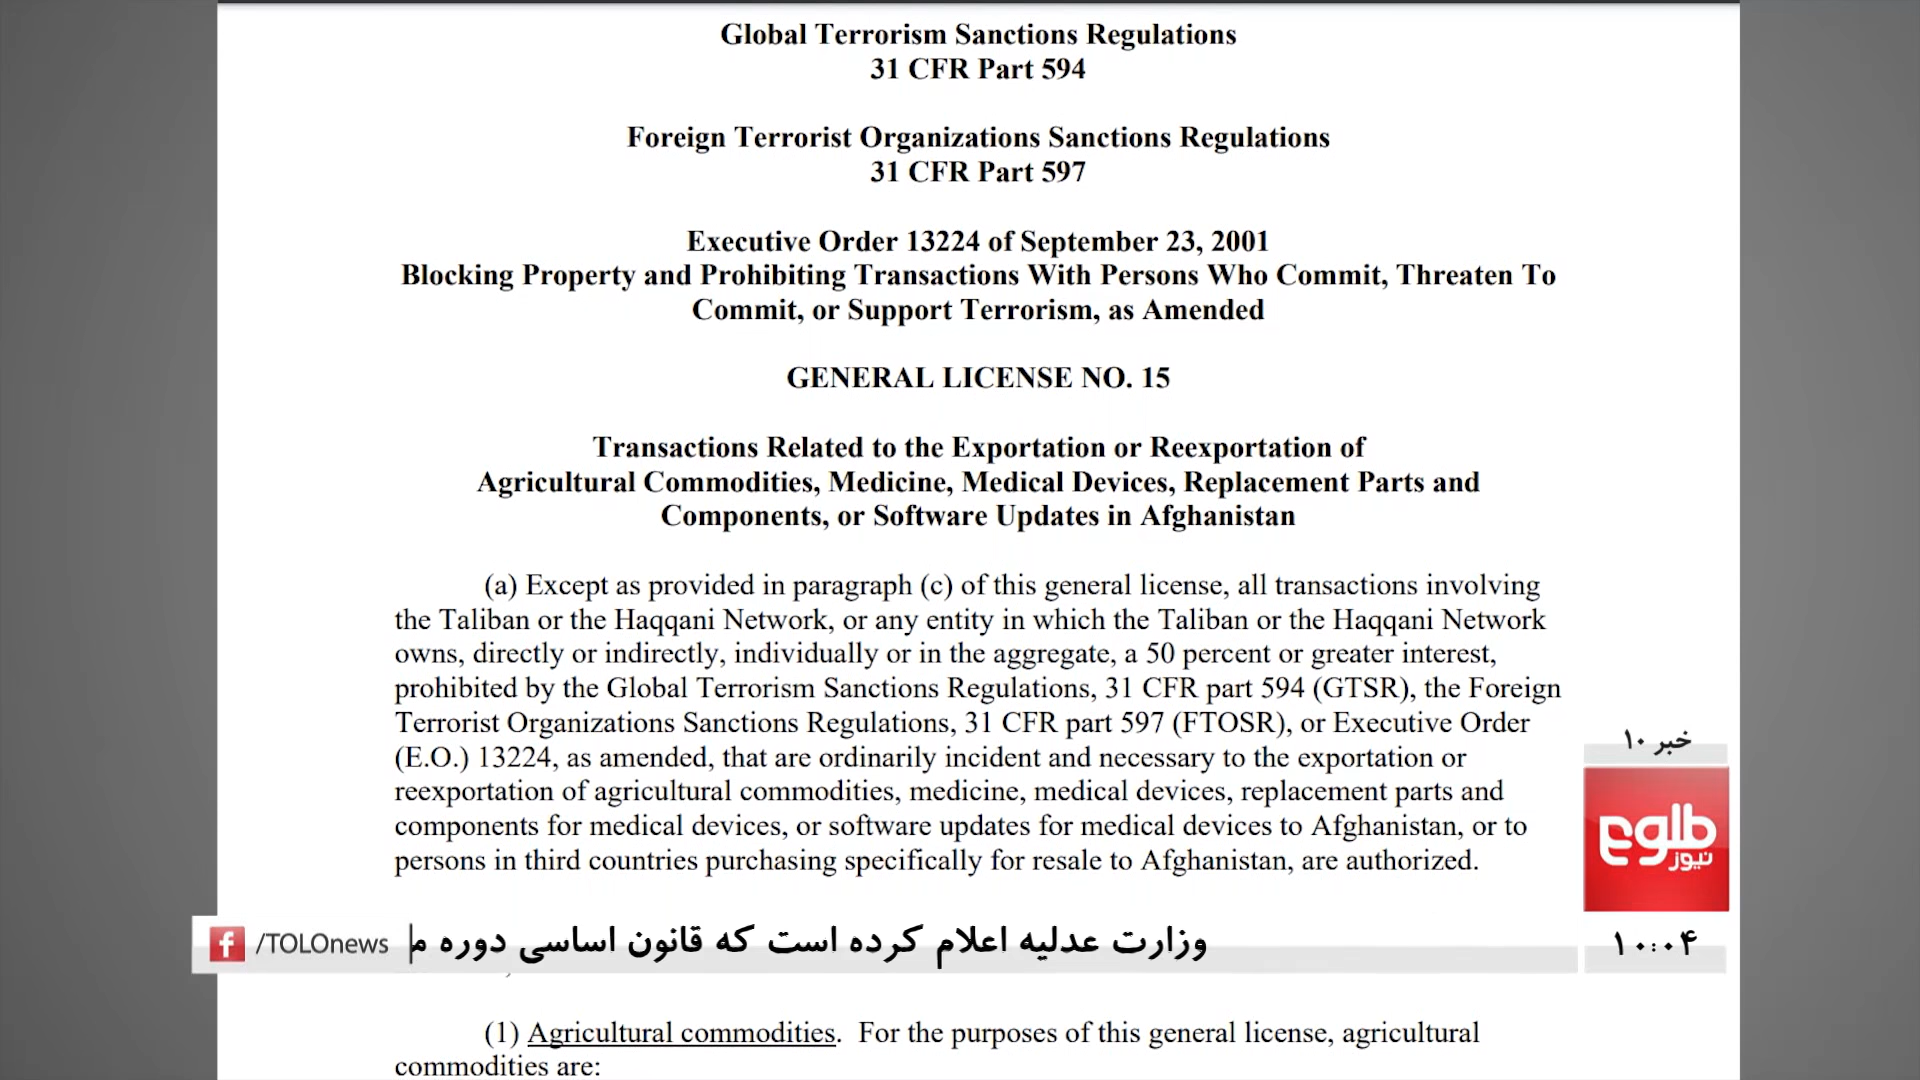 Global Terrorism Sanctions Regulations
31 CFR Part 594
Foreign Terrorist Organizations Sanctions Regulations
31 CFR Part 597
Executive Order 13224 of September 23, 2001
Blocking Property and Prohibiting Transactions With Persons Who Commit, Threaten To
Commit, or Support Terrorism, as Amended
GENERAL LICENSE NO. 15
Transactions Related to the Exportation or Reexportation of
Agricultural Commodities, Medicine, Medical Devices, Replacement Parts and
Components, or Software Updates in Afghanistan
(a) Except as provided in paragraph (c) of this general license, all transactions involving
the Taliban or the Haqqani Network, or any entity in which the Taliban or the Haqqani Network
owns, directly or indirectly, individually or in the aggregate, a 50 percent or greater interest,
prohibited by the Global Terrorism Sanctions Regulations, 31 CFR part 594 (GTSR), the Foreign
Terrorist Organizations Sanctions Regulations, 31 CFR part 597 (FTOSR), or Executive Order
(E.O.) 13224, as amended, that are ordinarily incident and necessary to the exportation or
reexportation of agricultural commodities, medicine, medical devices, replacement parts and
components for medical devices, or software updates for medical devices to Afghanistan, or to
persons in third countries purchasing specifically for resale to Afghanistan, are authorized.
خبر ۱۰
طلوع
نیوز
f /TOLOnews
وزارت عدلیه اعلام کرده است که قانون اساسی دوره م
۱۰:۰۴
(1) Agricultural commodities. For the purposes of this general license, agricultural
commodities are: